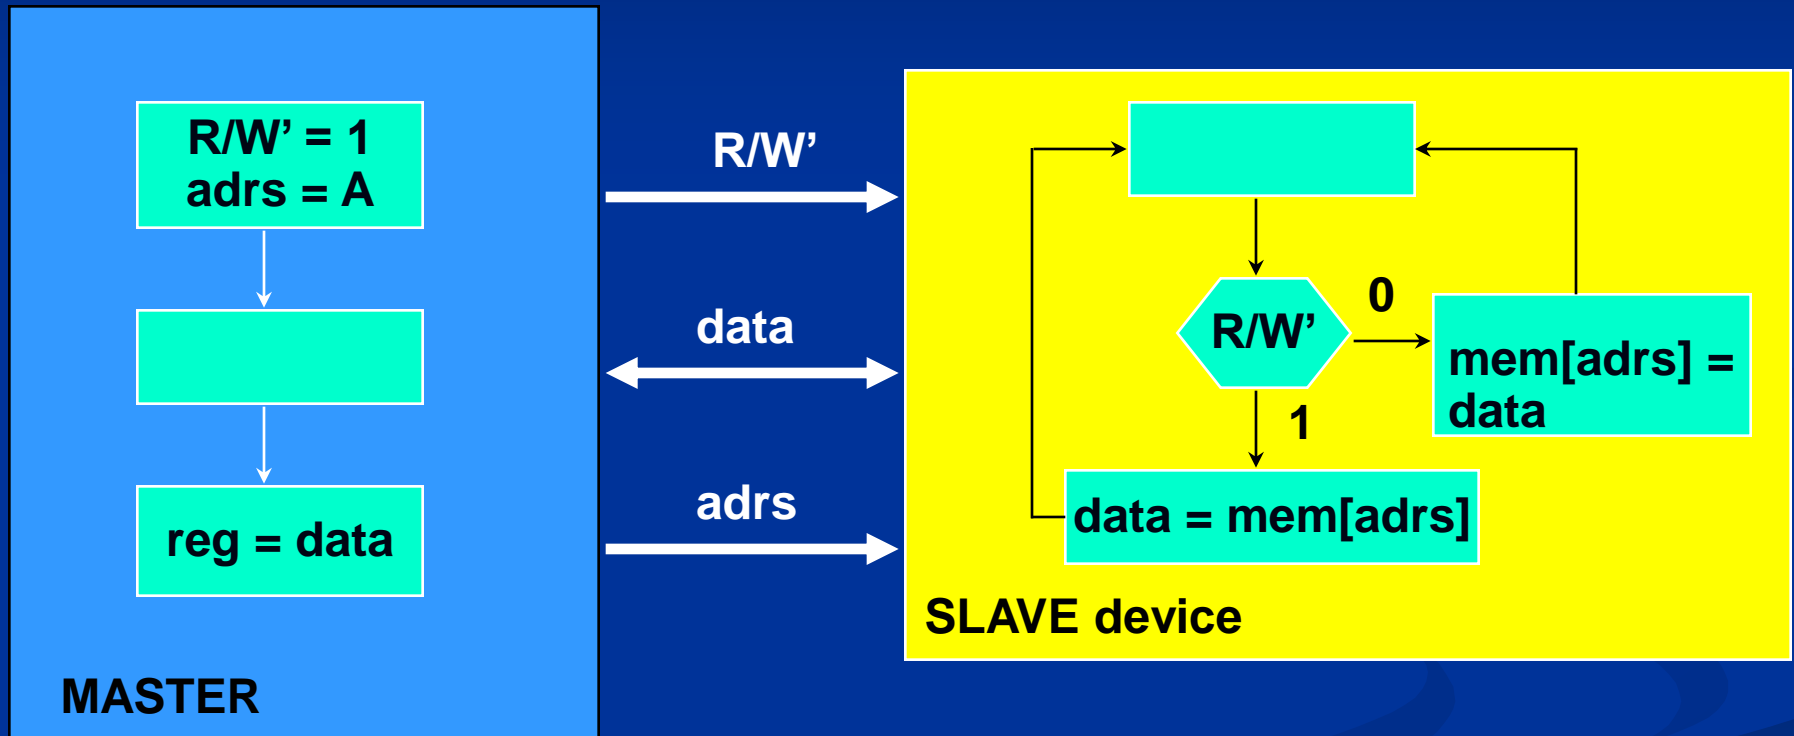 R/W’ = 1
adrs = A
reg = data
MASTER
R/W’
data
adrs
R/W’
0
mem[adrs] =
data
1
data = mem[adrs]
SLAVE device